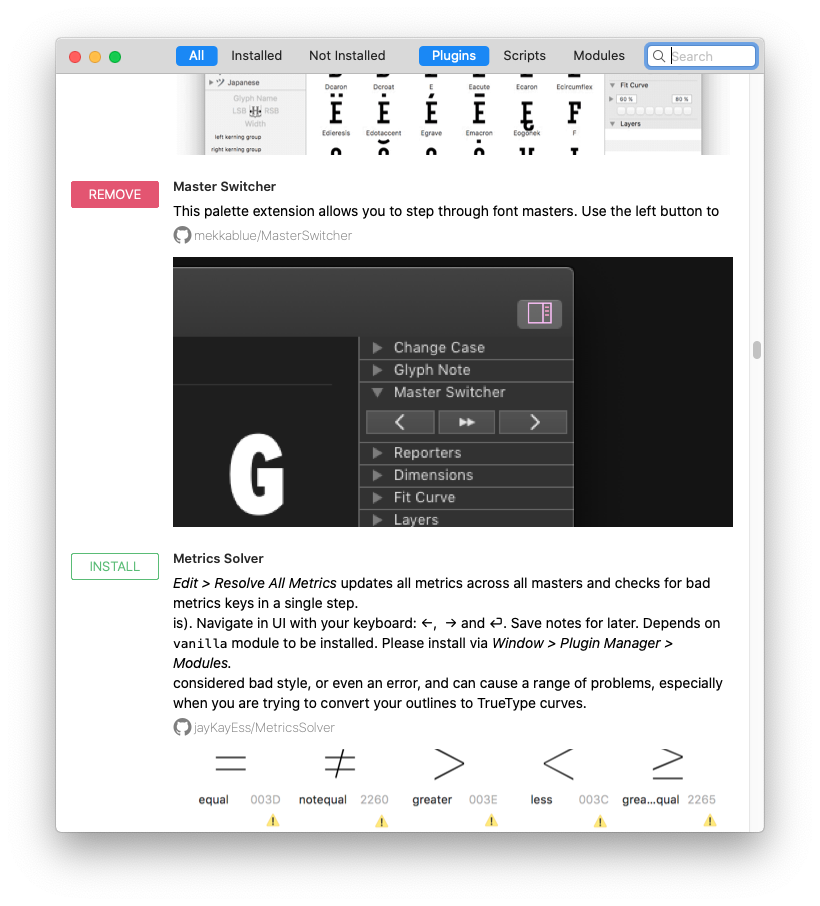 All Installed Not Installed Plugins Scripts Modules Search
Japanese
Glyph Name
LSB RSB
Width
left kerning group
right kerning group
Dcaron Dcroat E Eacute Ecaron Ecircumflex
Ë Ė È Ē Ę F
Edieresis Edotaccent Egrave Emacron Eogonek F
Fit Curve
60 % 80 %
Layers
REMOVE
Master Switcher
This palette extension allows you to step through font masters. Use the left button to
mekkablue/MasterSwitcher
Change Case
Glyph Note
Master Switcher
G
Reporters
Dimensions
Fit Curve
Layers
INSTALL
Metrics Solver
Edit > Resolve All Metrics updates all metrics across all masters and checks for bad
metrics keys in a single step.
is). Navigate in UI with your keyboard: ←, → and ⏎. Save notes for later. Depends on
vanilla module to be installed. Please install via Window > Plugin Manager >
Modules.
considered bad style, or even an error, and can cause a range of problems, especially
when you are trying to convert your outlines to TrueType curves.
jayKayEss/MetricsSolver
= ≠ > < ≥
equal 003D notequal 2260 greater 003E less 003C grea...qual 2265